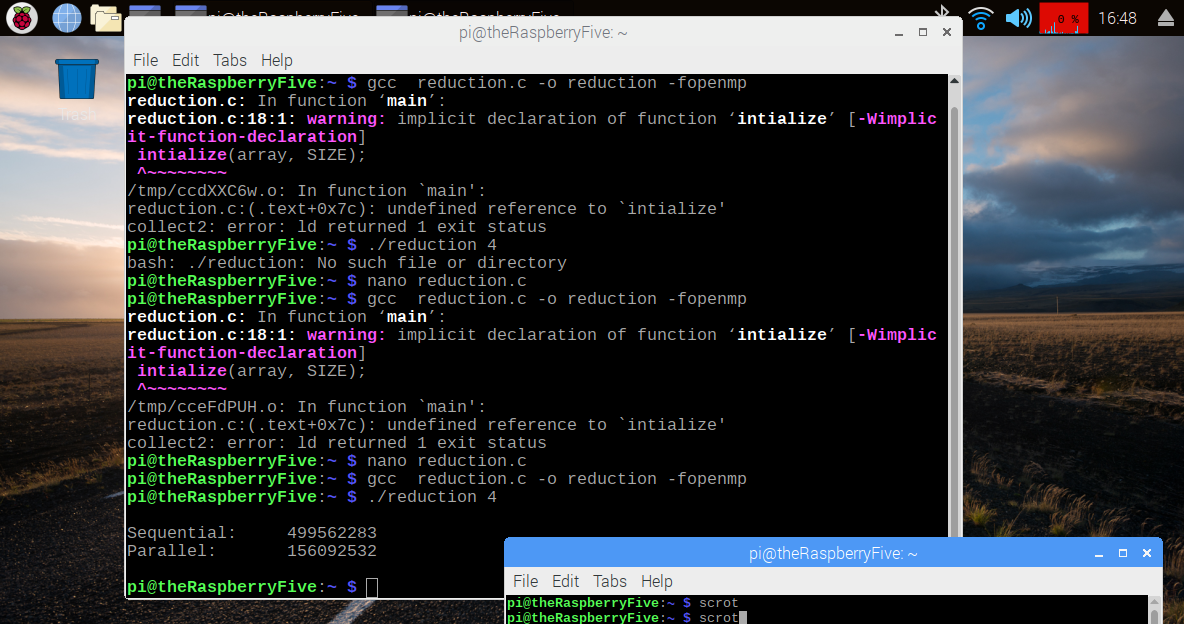 pi@theRaspberryFive: ~
File Edit Tabs Help
pi@theRaspberryFive:~ $ gcc  reduction.c -o reduction -fopenmp
reduction.c: In function ‘main’:
reduction.c:18:1: warning: implicit declaration of function ‘intialize’ [-Wimplic
it-function-declaration]
 intialize(array, SIZE);
 ^~~~~~~~~
/tmp/ccdXXC6w.o: In function `main':
reduction.c:(.text+0x7c): undefined reference to `intialize'
collect2: error: ld returned 1 exit status
pi@theRaspberryFive:~ $ ./reduction 4
bash: ./reduction: No such file or directory
pi@theRaspberryFive:~ $ nano reduction.c
pi@theRaspberryFive:~ $ gcc  reduction.c -o reduction -fopenmp
reduction.c: In function ‘main’:
reduction.c:18:1: warning: implicit declaration of function ‘intialize’ [-Wimplic
it-function-declaration]
 intialize(array, SIZE);
 ^~~~~~~~~
/tmp/cceFdPUH.o: In function `main':
reduction.c:(.text+0x7c): undefined reference to `intialize'
collect2: error: ld returned 1 exit status
pi@theRaspberryFive:~ $ nano reduction.c
pi@theRaspberryFive:~ $ gcc  reduction.c -o reduction -fopenmp
pi@theRaspberryFive:~ $ ./reduction 4
Sequential:     499562283
Parallel:       156092532
pi@theRaspberryFive:~ $
0 %
16:48
pi@theRaspberryFive: ~
File Edit Tabs Help
pi@theRaspberryFive:~ $ scrot
pi@theRaspberryFive:~ $ scrot